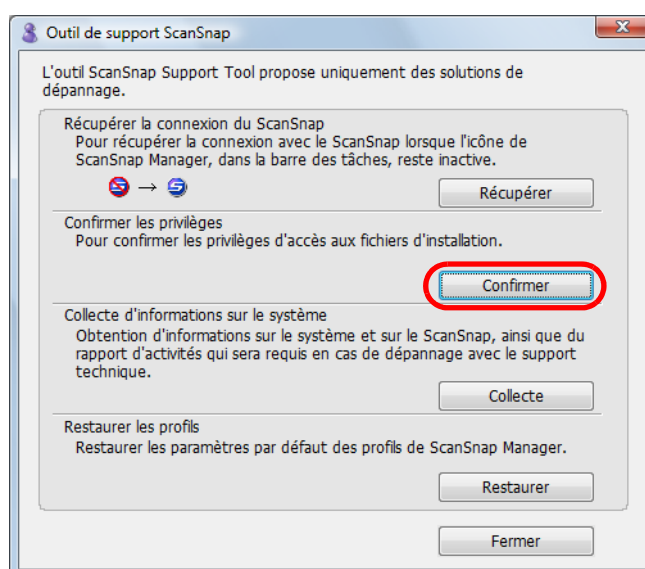 Outil de support ScanSnap
L'outil ScanSnap Support Tool propose uniquement des solutions de
dépannage.
Récupérer la connexion du ScanSnap
Pour récupérer la connexion avec le ScanSnap lorsque l'icône de
ScanSnap Manager, dans la barre des tâches, reste
inactive.
Récupérer
Confirmer les privilèges
Pour confirmer les privilèges d'accès aux fichiers d'installation.
Confirmer
Collecte d'informations sur le système
Obtention d'informations sur le système et sur le ScanSnap, ainsi que du
rapport d'activités qui sera requis en cas de dépannage avec le support
technique.
Collecte
Restaurer les profils
Restaurer les paramètres par défaut des profils de ScanSnap Manager.
Restaurer
Fermer